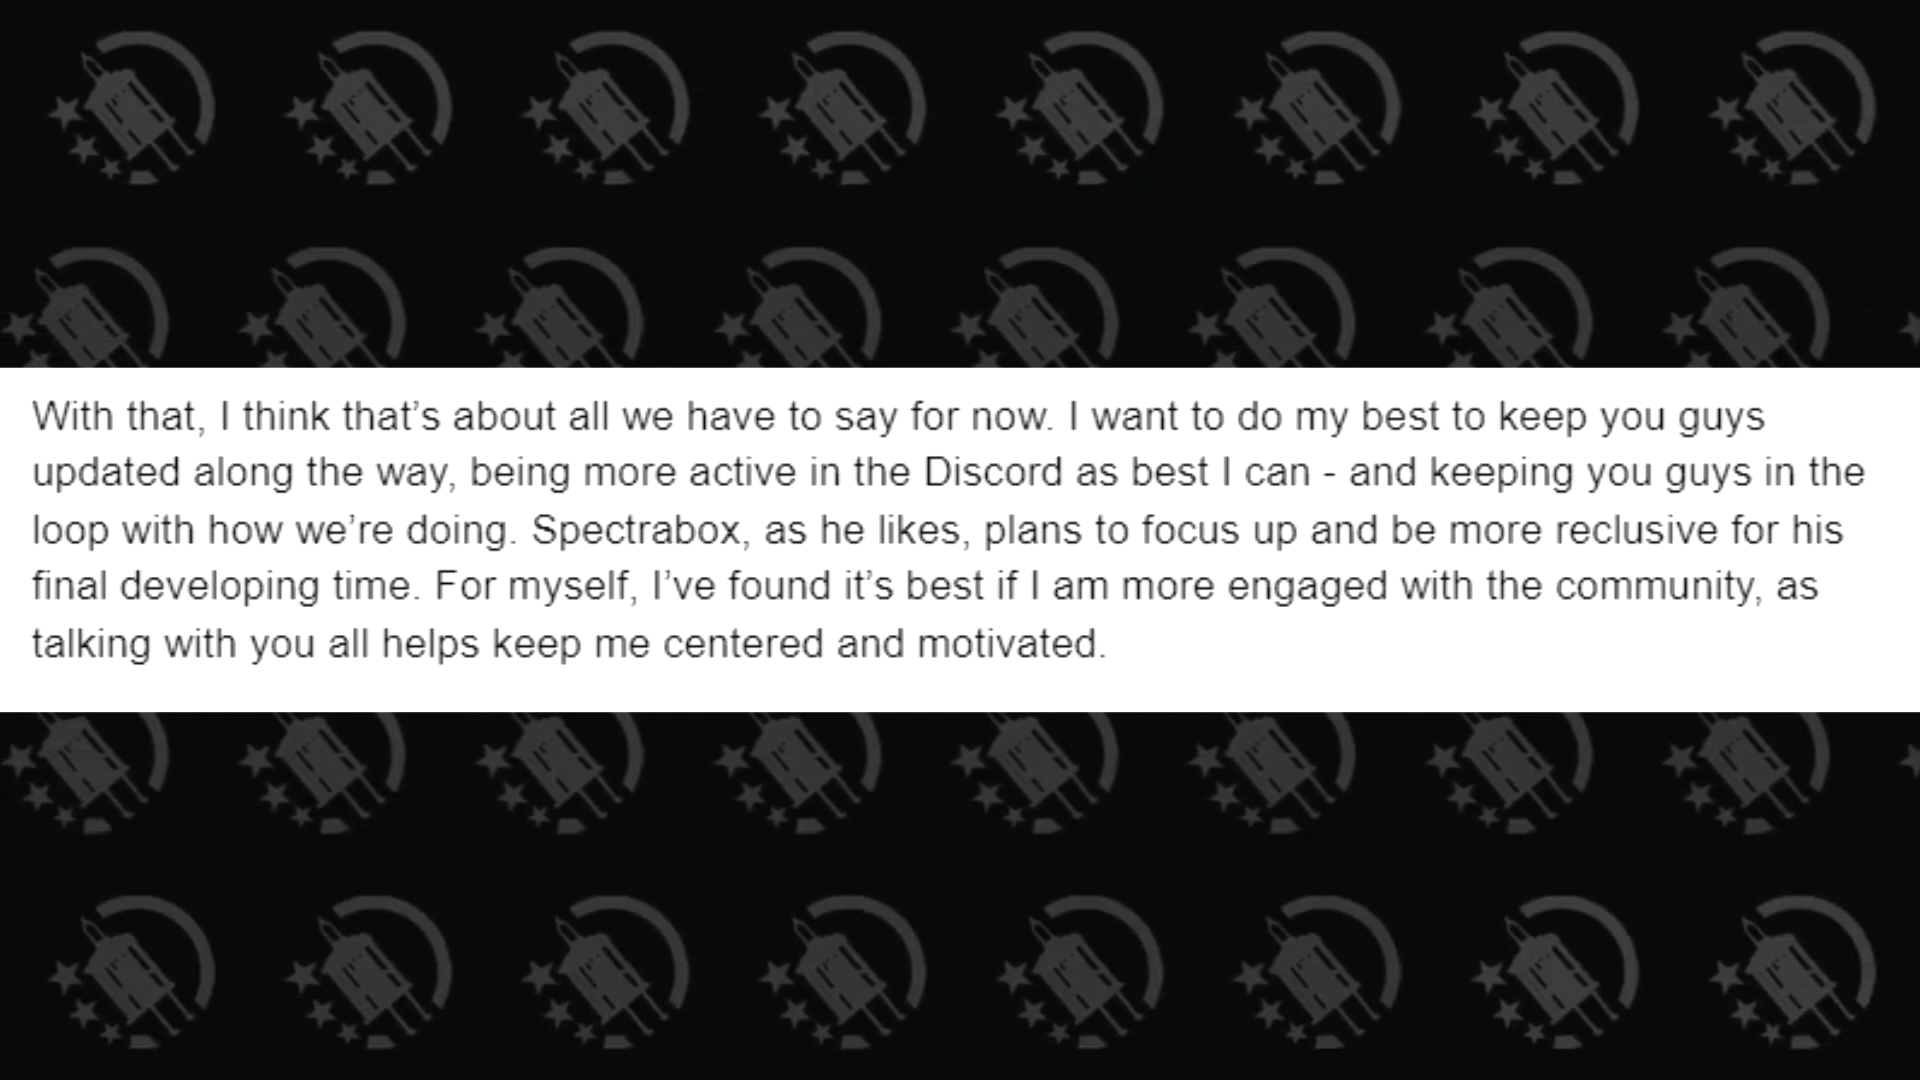 With that, I think that’s about all we have to say for now. I want to do my best to keep you guys
updated along the way, being more active in the Discord as best I can - and keeping you guys in the
loop with how we’re doing. Spectrabox, as he likes, plans to focus up and be more reclusive for his
final developing time. For myself, I’ve found it’s best if I am more engaged with the community, as
talking with you all helps keep me centered and motivated.